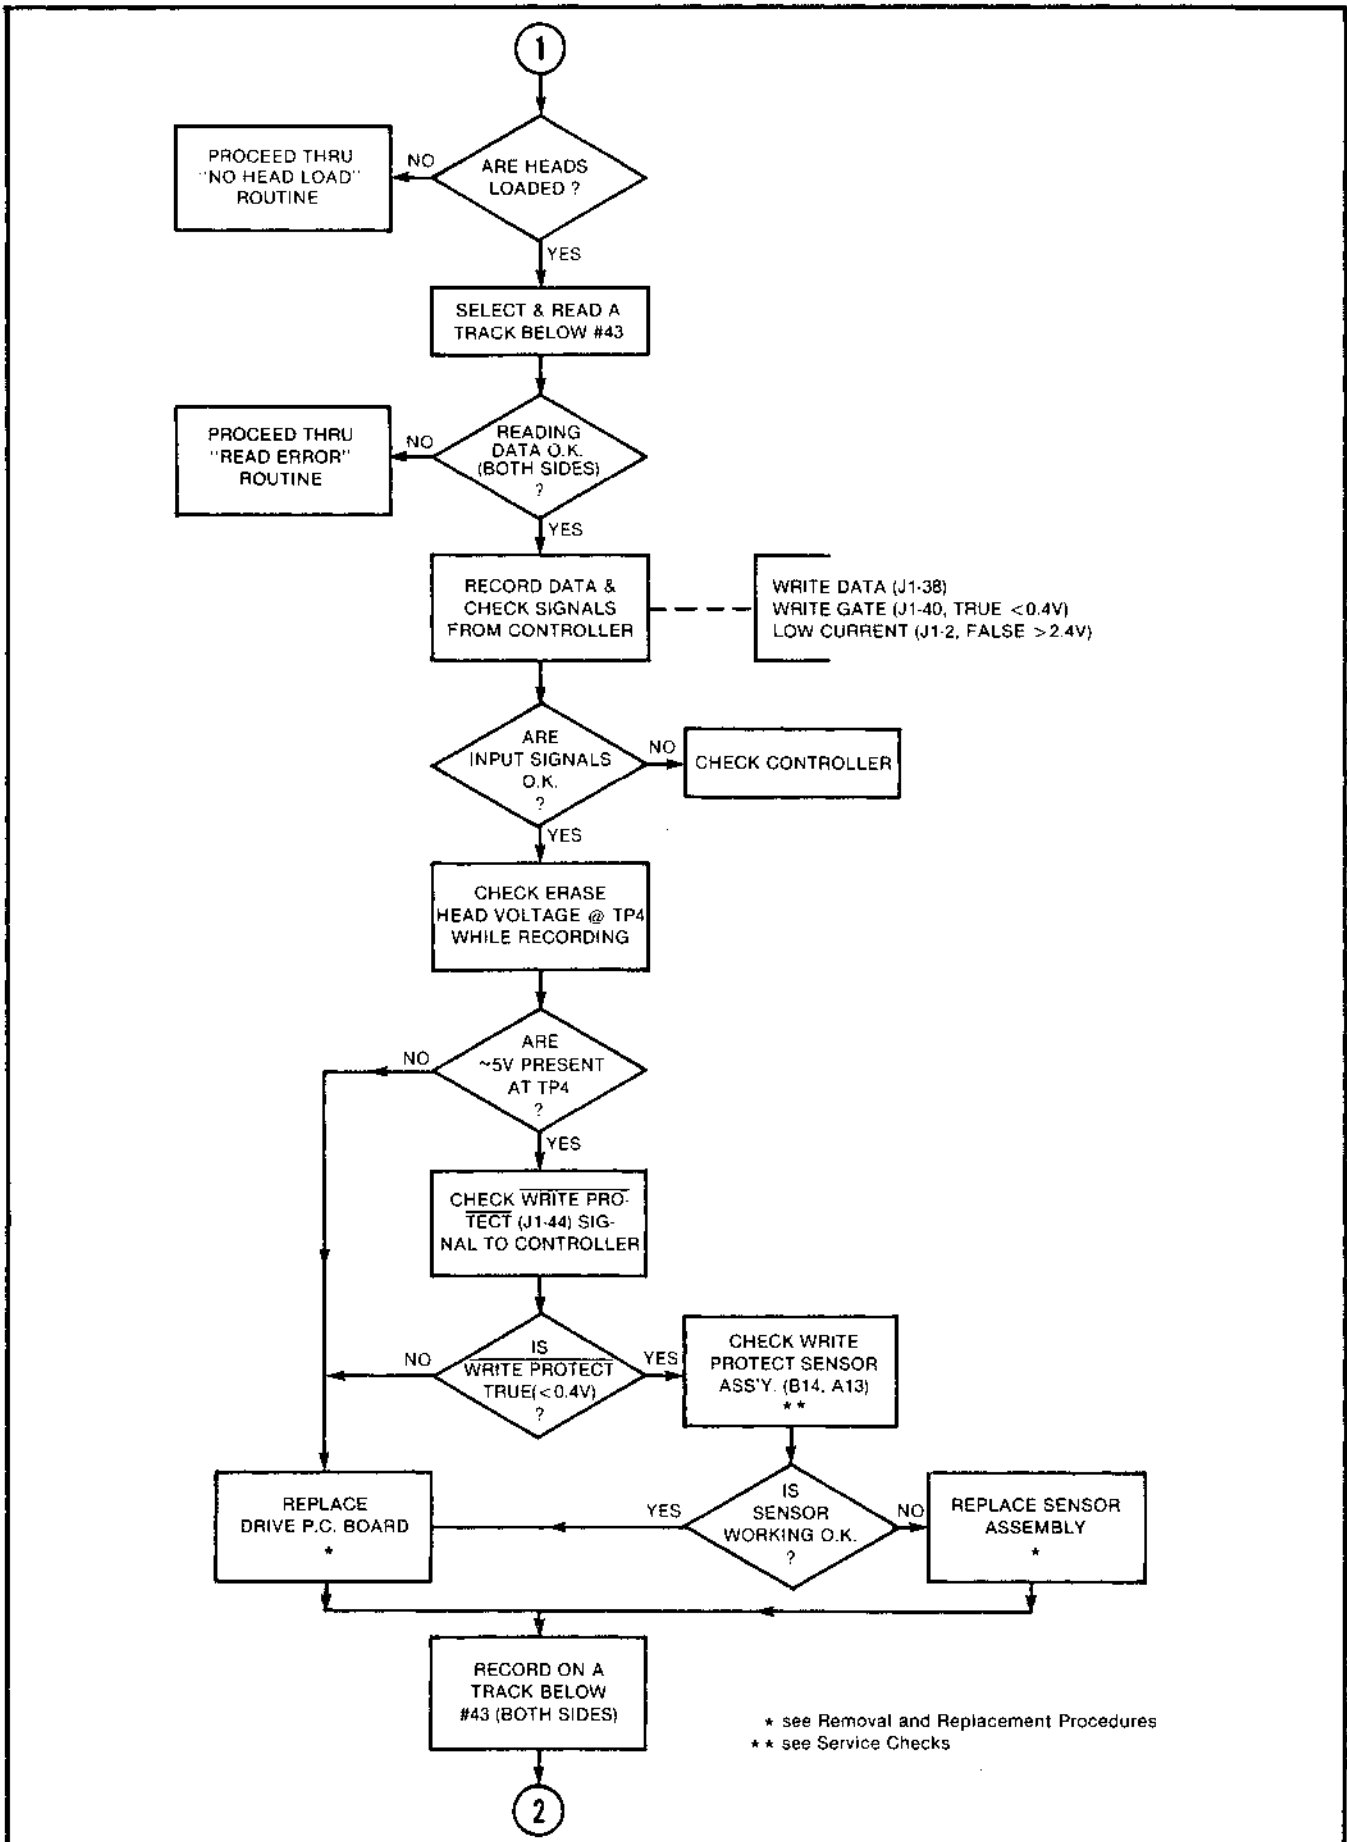 1
ARE HEADS
LOADED ?
NO
PROCEED THRU
"NO HEAD LOAD"
ROUTINE
YES
SELECT & READ A
TRACK BELOW #43
READING
DATA O.K.
(BOTH SIDES)
?
NO
PROCEED THRU
"READ ERROR"
ROUTINE
YES
RECORD DATA &
CHECK SIGNALS
FROM CONTROLLER
WRITE DATA (J1-38)
WRITE GATE (J1-40, TRUE <0.4V)
LOW CURRENT (J1-2, FALSE >2.4V)
ARE
INPUT SIGNALS
O.K.
?
NO
CHECK CONTROLLER
YES
CHECK ERASE
HEAD VOLTAGE @ TP4
WHILE RECORDING
ARE
~5V PRESENT
AT TP4
?
NO
YES
CHECK WRITE PRO-
TECT (J1-44) SIG-
NAL TO CONTROLLER
IS
WRITE PROTECT
TRUE(<0.4V)
?
NO
YES
CHECK WRITE
PROTECT SENSOR
ASS'Y. (B14, A13)
**
IS
SENSOR
WORKING O.K.
?
YES
NO
REPLACE
DRIVE P.C. BOARD
*
REPLACE SENSOR
ASSEMBLY
*
RECORD ON A
TRACK BELOW
#43 (BOTH SIDES)
* see Removal and Replacement Procedures
** see Service Checks
2